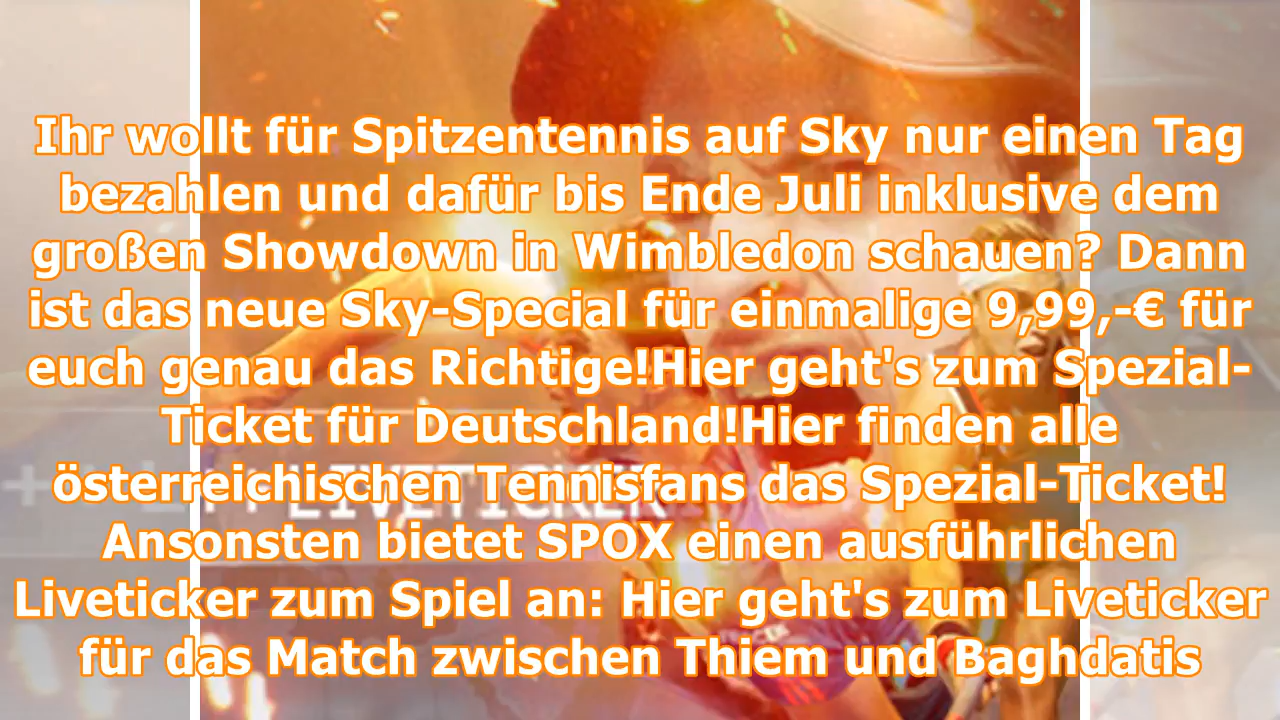 Ihr wollt für Spitzentennis auf Sky nur einen Tag
bezahlen und dafür bis Ende Juli inklusive dem
großen Showdown in Wimbledon schauen? Dann
ist das neue Sky-Special für einmalige 9,99,-€ für
euch genau das Richtige!Hier geht's zum Spezial-
Ticket für Deutschland!Hier finden alle
österreichischen Tennisfans das Spezial-Ticket!
Ansonsten bietet SPOX einen ausführlichen
Liveticker zum Spiel an: Hier geht's zum Liveticker
für das Match zwischen Thiem und Baghdatis
LIVETICKER